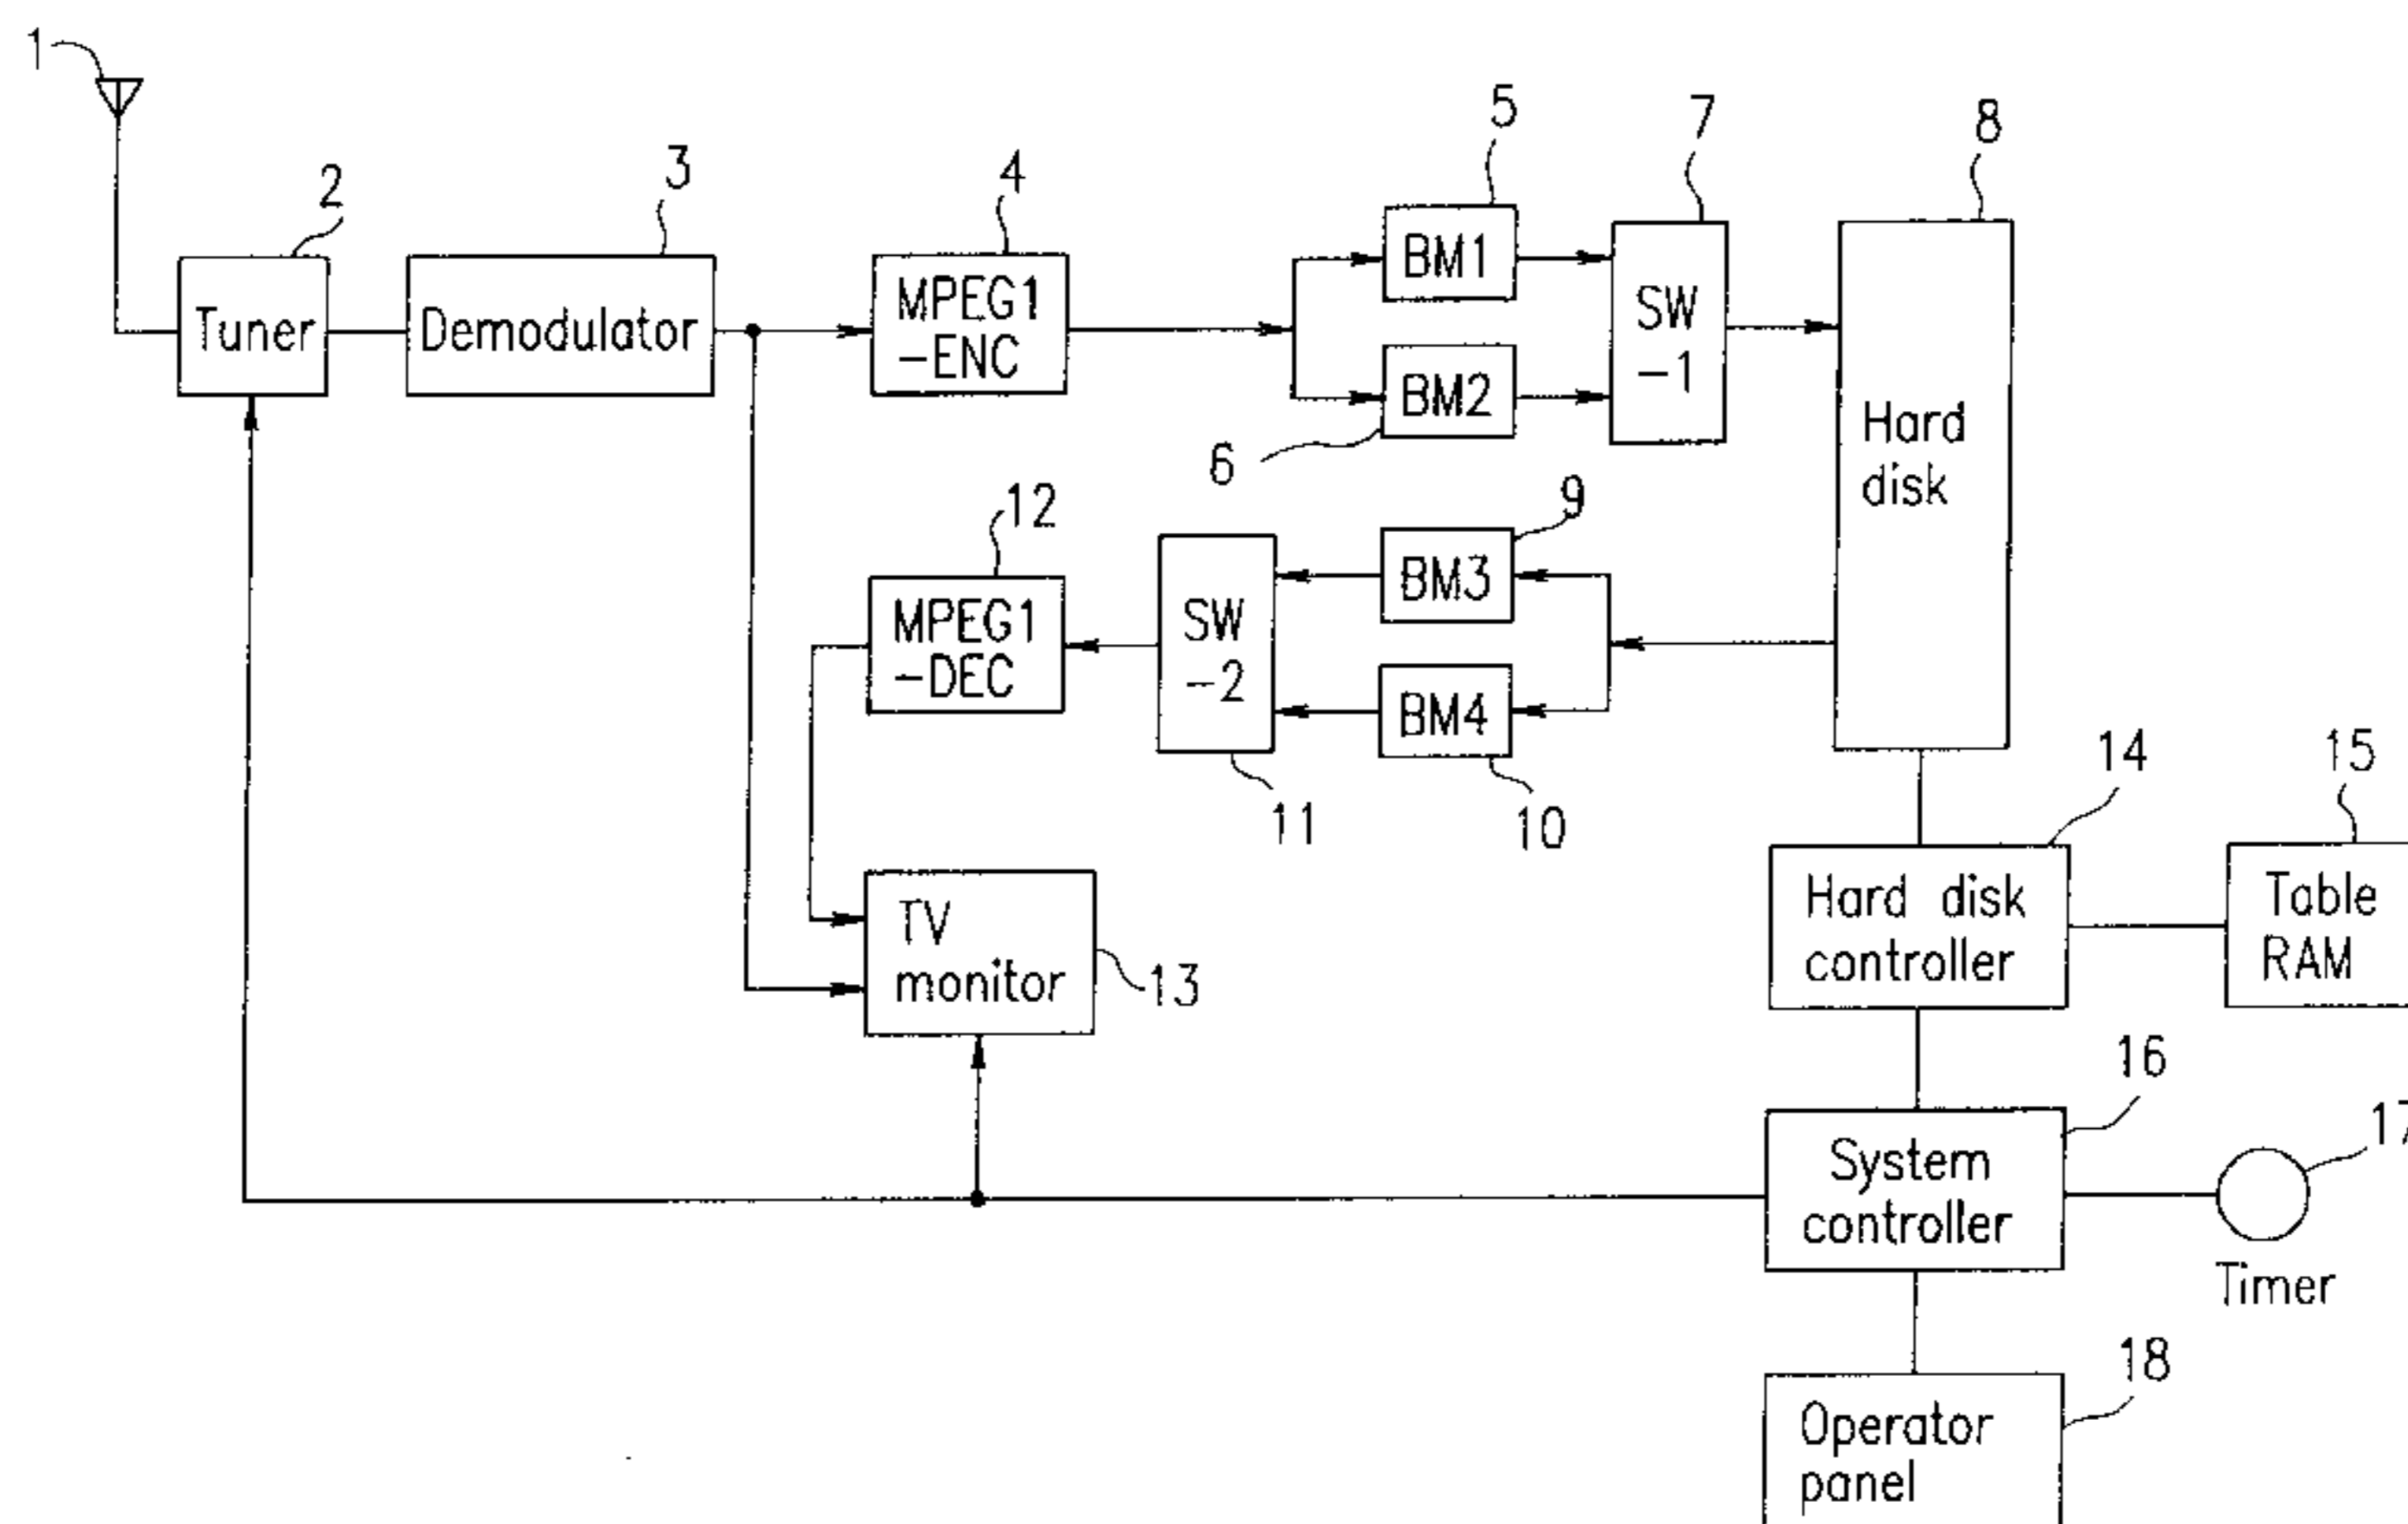 1
2
3
4
5
7
8
Tuner
Demodulator
MPEG1
-ENC
BM1
BM2
SW
-1
Hard
disk
6
12
9
MPEG1
-DEC
SW
-2
BM3
BM4
11
10
14
15
TV
monitor
13
Hard disk
controller
Table
RAM
16
17
System
controller
Timer
18
Operator
panel